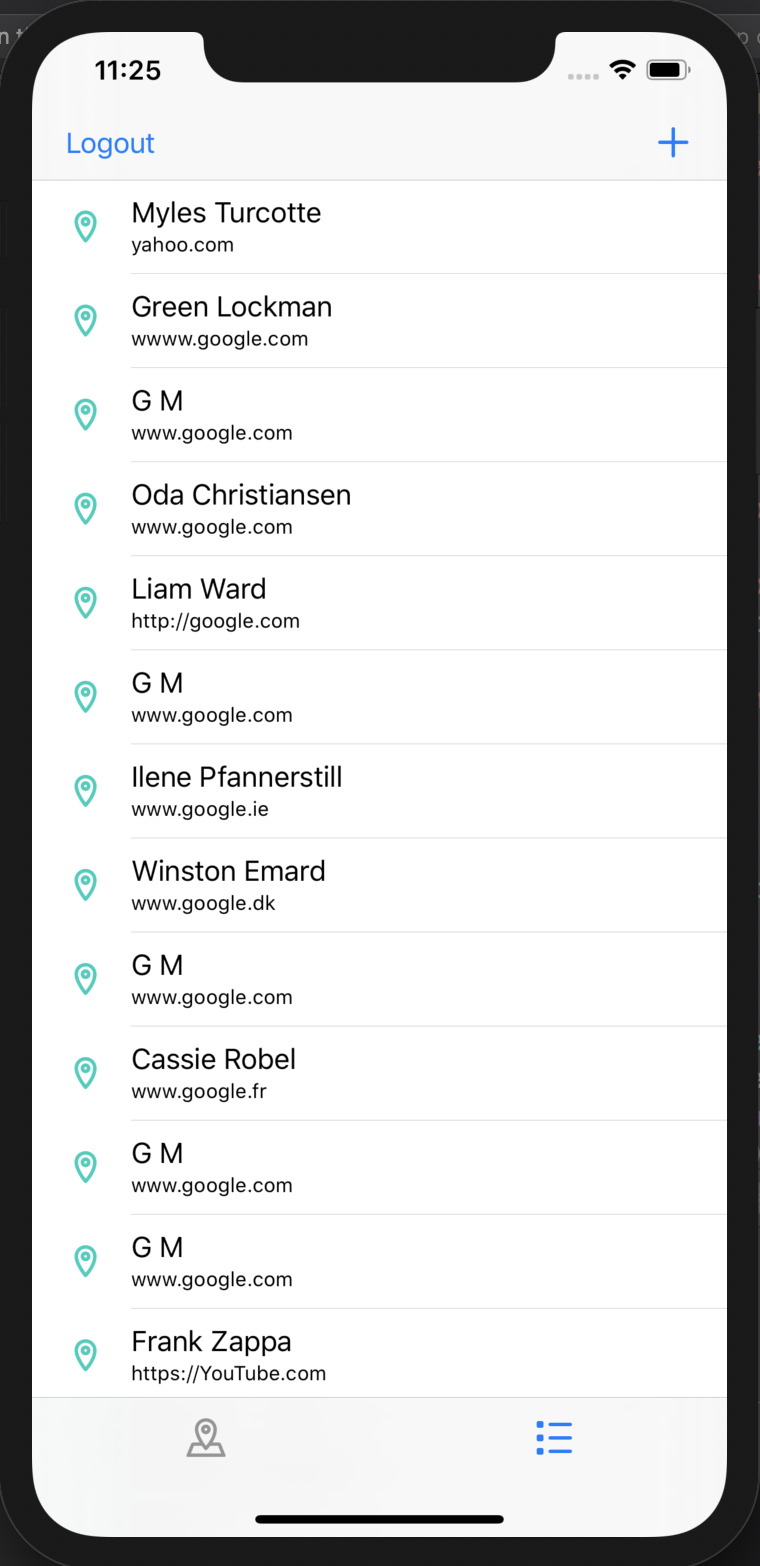 11:25
Logout
Myles Turcotte
yahoo.com
Green Lockman
wwww.google.com
G M
www.google.com
Oda Christiansen
www.google.com
Liam Ward
http://google.com
G M
www.google.com
Ilene Pfannerstill
www.google.ie
Winston Emard
www.google.dk
G M
www.google.com
Cassie Robel
www.google.fr
G M
www.google.com
G M
www.google.com
Frank Zappa
https://YouTube.com